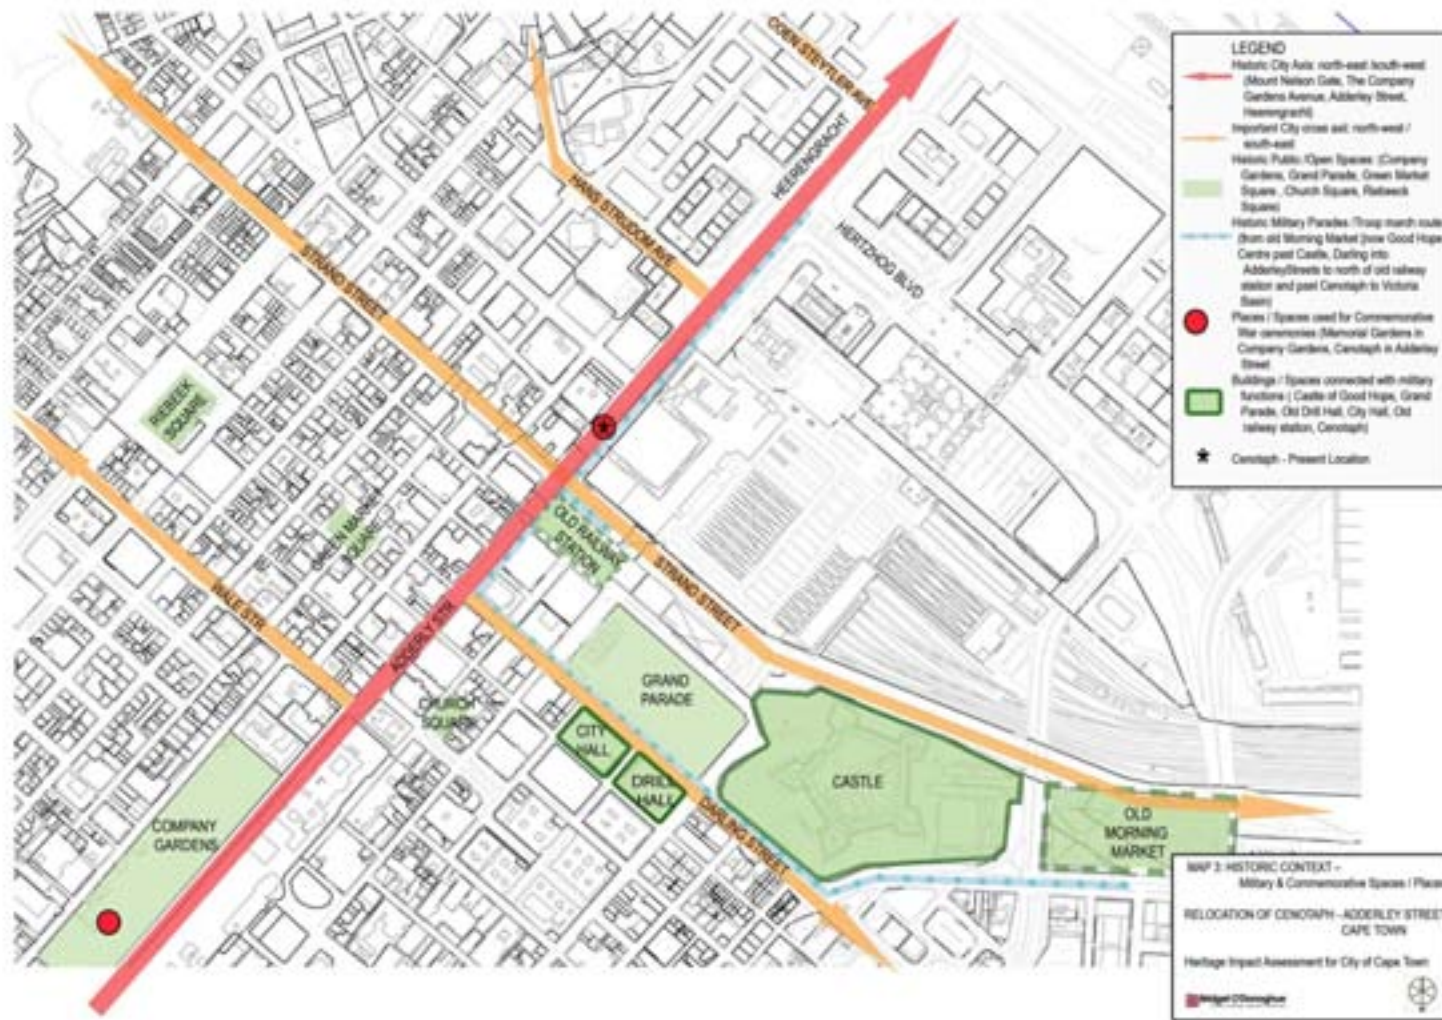 COEN STEYTLER AVE
HEERENGRACHT
HANS STRIJDOM AVE
HERTZHOG BLVD
STRAND STREET
RIEBEEK
SQUARE
SQUARE
OLD RAILWAY
STATION
STRAND STREET
WALE STR
ADDERLY STR
GRAND
PARADE
CHURCH
SQUARE
CITY
HALL
DRILL
HALL
CASTLE
DARLING STREET
OLD
MORNING
MARKET
COMPANY
GARDENS
LEGEND
Historic City Axis: north-east /south-west
(Mount Nelson Gate, The Company
Gardens Avenue, Adderley Street,
Heerengracht)
Important City cross axis: north-west /
south-east
Historic Public /Open Spaces: (Company
Gardens, Grand Parade, Green Market
Square , Church Square, Riebeeck
Square)
Historic Military Parades /Troop march route
(from old Morning Market (now Good Hope
Centre past Castle, Darling into
AdderleyStreets to north of old railway
station and past Cenotaph to Victoria
Basin)
Places / Spaces used for Commemorative
War ceremonies (Memorial Gardens in
Company Gardens, Cenotaph in Adderley
Street
Buildings / Spaces connected with military
functions ( Castle of Good Hope, Grand
Parade, Old Drill Hall, City Hall, Old
railway station, Cenotaph)
Cenotaph - Present Location
MAP 3: HISTORIC CONTEXT –
Military & Commemorative Spaces / Places
RELOCATION OF CENOTAPH - ADDERLEY STREET
CAPE TOWN
Heritage Impact Assessment for City of Cape Town
Bridget O'Donoghue